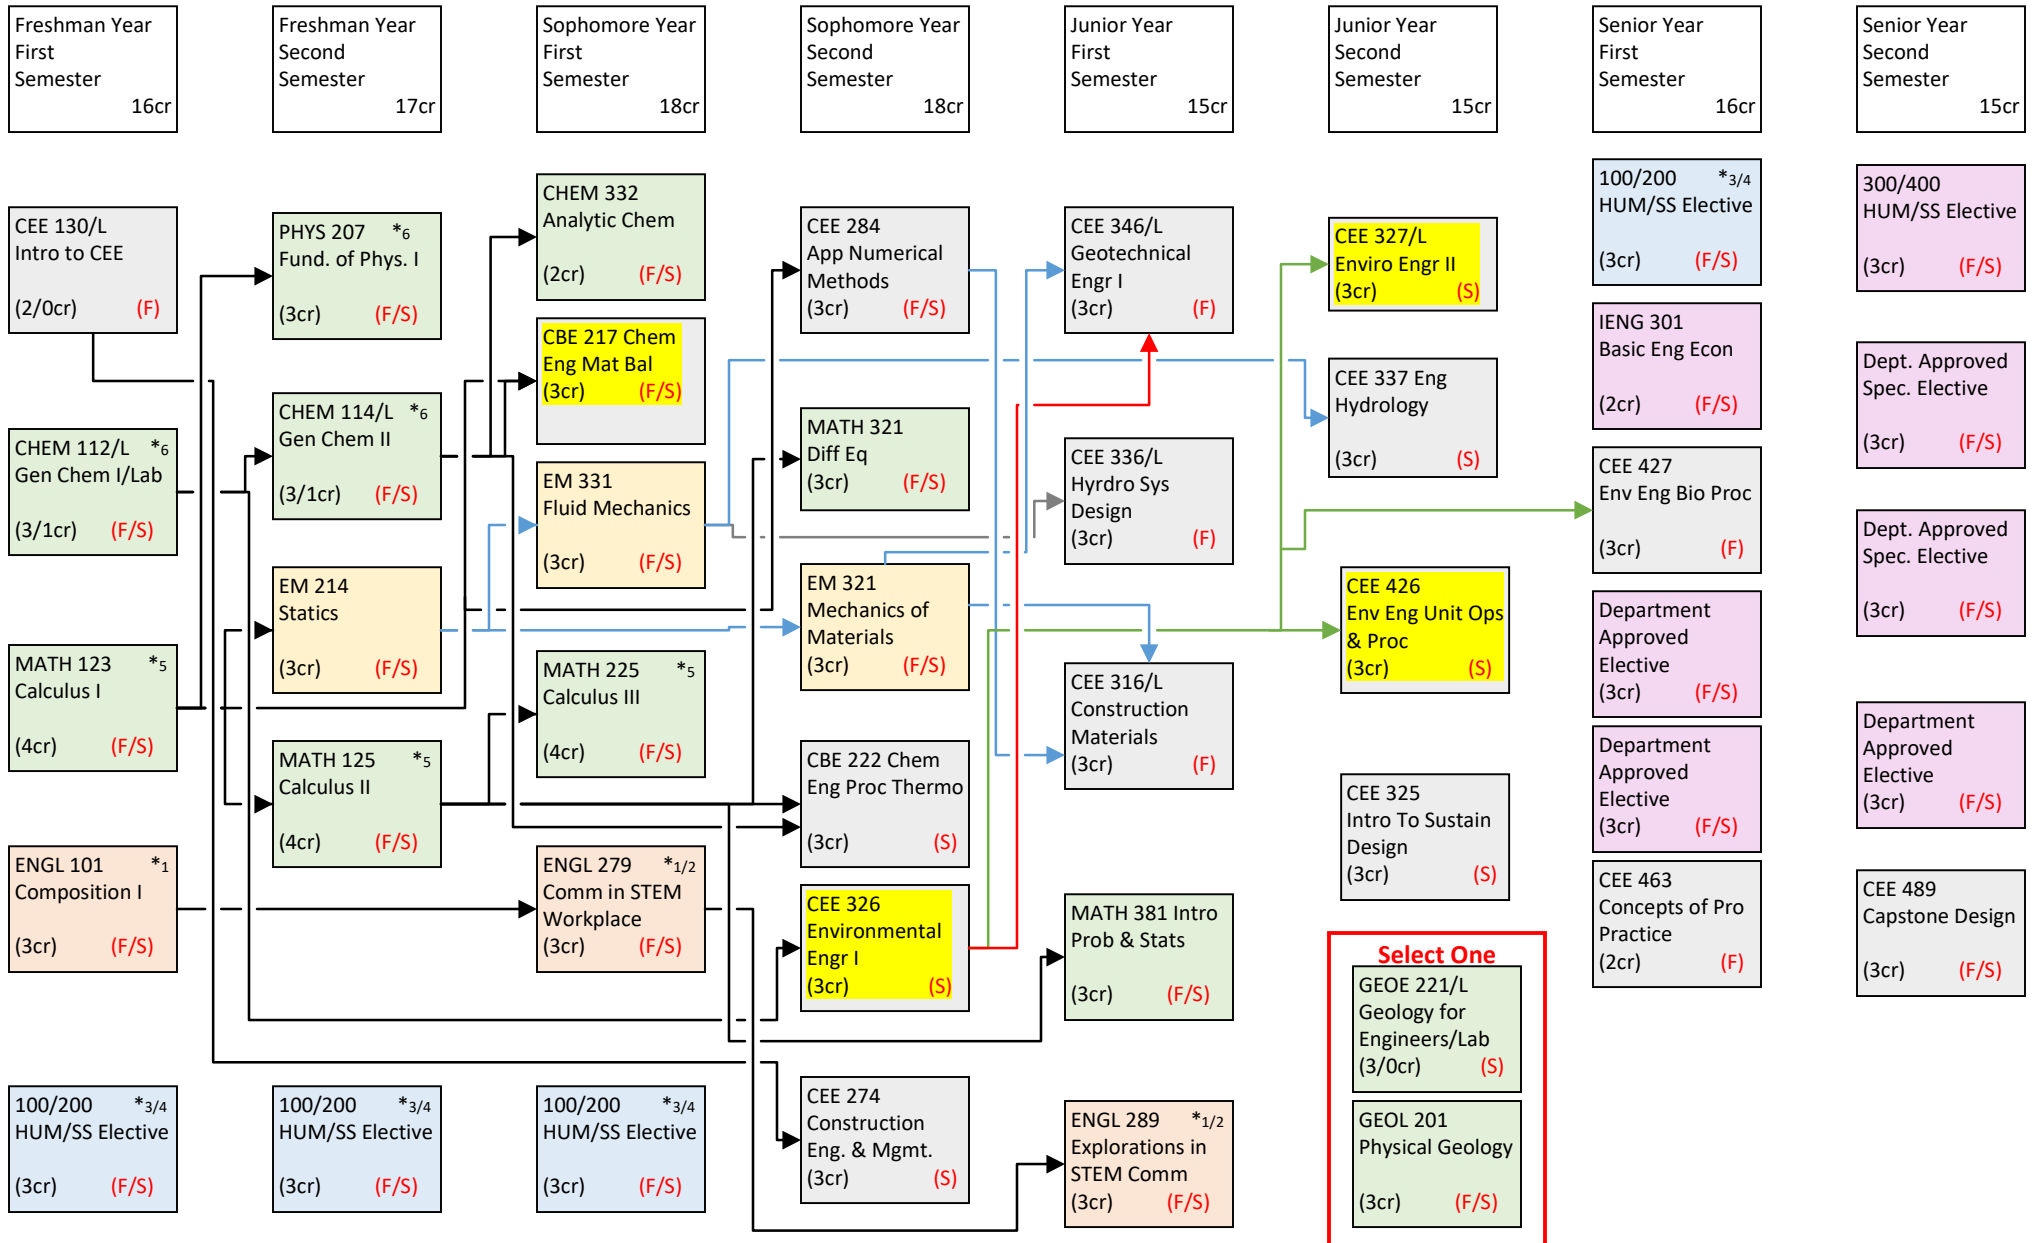 Freshman Year
First
Semester
16cr
Freshman Year
Second
Semester
17cr
Sophomore Year
First
Semester
18cr
Sophomore Year
Second
Semester
18cr
Junior Year
First
Semester
15cr
Junior Year
Second
Semester
15cr
Senior Year
First
Semester
16cr
Senior Year
Second
Semester
15cr
CEE 130/L
Intro to CEE
(2/0cr) (F)
CHEM 112/L *6
Gen Chem I/Lab
(3/1cr) (F/S)
MATH 123 *5
Calculus I
(4cr) (F/S)
ENGL 101 *1
Composition I
(3cr) (F/S)
100/200 *3/4
HUM/SS Elective
(3cr) (F/S)
PHYS 207 *6
Fund. of Phys. I
(3cr) (F/S)
CHEM 114/L *6
Gen Chem II
(3/1cr) (F/S)
EM 214
Statics
(3cr) (F/S)
MATH 125 *5
Calculus II
(4cr) (F/S)
100/200 *3/4
HUM/SS Elective
(3cr) (F/S)
CHEM 332
Analytic Chem
(2cr) (F/S)
CBE 217 Chem
Eng Mat Bal
(3cr) (F/S)
EM 331
Fluid Mechanics
(3cr) (F/S)
MATH 225 *5
Calculus III
(4cr) (F/S)
ENGL 279 *1/2
Comm in STEM
Workplace
(3cr) (F/S)
100/200 *3/4
HUM/SS Elective
(3cr) (F/S)
CEE 284
App Numerical
Methods
(3cr) (F/S)
MATH 321
Diff Eq
(3cr) (F/S)
EM 321
Mechanics of
Materials
(3cr) (F/S)
CBE 222 Chem
Eng Proc Thermo
(3cr) (S)
CEE 326
Environmental
Engr I
(3cr) (S)
CEE 274
Construction
Eng. & Mgmt.
(3cr) (S)
CEE 346/L
Geotechnical
Engr I
(3cr) (F)
CEE 336/L
Hyrdro Sys
Design
(3cr) (F)
CEE 316/L
Construction
Materials
(3cr) (F)
MATH 381 Intro
Prob & Stats
(3cr) (F/S)
ENGL 289 *1/2
Explorations in
STEM Comm
(3cr) (F/S)
CEE 327/L
Enviro Engr II
(3cr) (S)
CEE 337 Eng
Hydrology
(3cr) (S)
CEE 426
Env Eng Unit Ops
& Proc
(3cr) (S)
CEE 325
Intro To Sustain
Design
(3cr) (S)
Select One
GEOE 221/L
Geology for
Engineers/Lab
(3/0cr) (S)
GEOL 201
Physical Geology
(3cr) (F/S)
100/200 *3/4
HUM/SS Elective
(3cr) (F/S)
IENG 301
Basic Eng Econ
(2cr) (F/S)
CEE 427
Env Eng Bio Proc
(3cr) (F)
Department
Approved
Elective
(3cr) (F/S)
Department
Approved
Elective
(3cr) (F/S)
CEE 463
Concepts of Pro
Practice
(2cr) (F)
300/400
HUM/SS Elective
(3cr) (F/S)
Dept. Approved
Spec. Elective
(3cr) (F/S)
Dept. Approved
Spec. Elective
(3cr) (F/S)
Department
Approved
Elective
(3cr) (F/S)
CEE 489
Capstone Design
(3cr) (F/S)